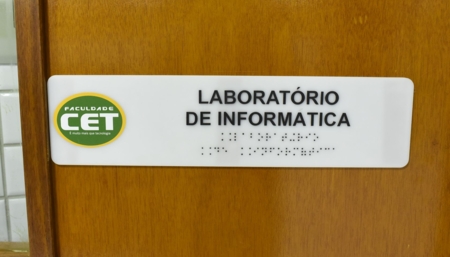 FACULDADE
CET
LABORATÓRIO
DE INFORMATICA